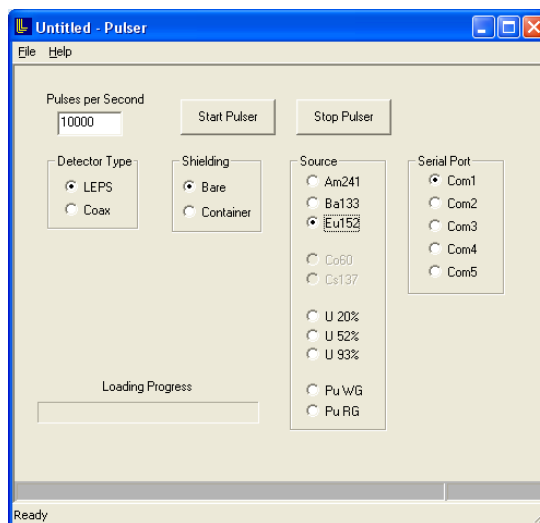 Untitled - Pulser
File Help
Pulses per Second
10000
Start Pulser
Stop Pulser
Detector Type
LEPS
Coax
Shielding
Bare
Container
Source
Am241
Ba133
Eu152
Co60
Cs137
U 20%
U 52%
U 93%
Pu WG
Pu RG
Serial Port
Com1
Com2
Com3
Com4
Com5
Loading Progress
Ready